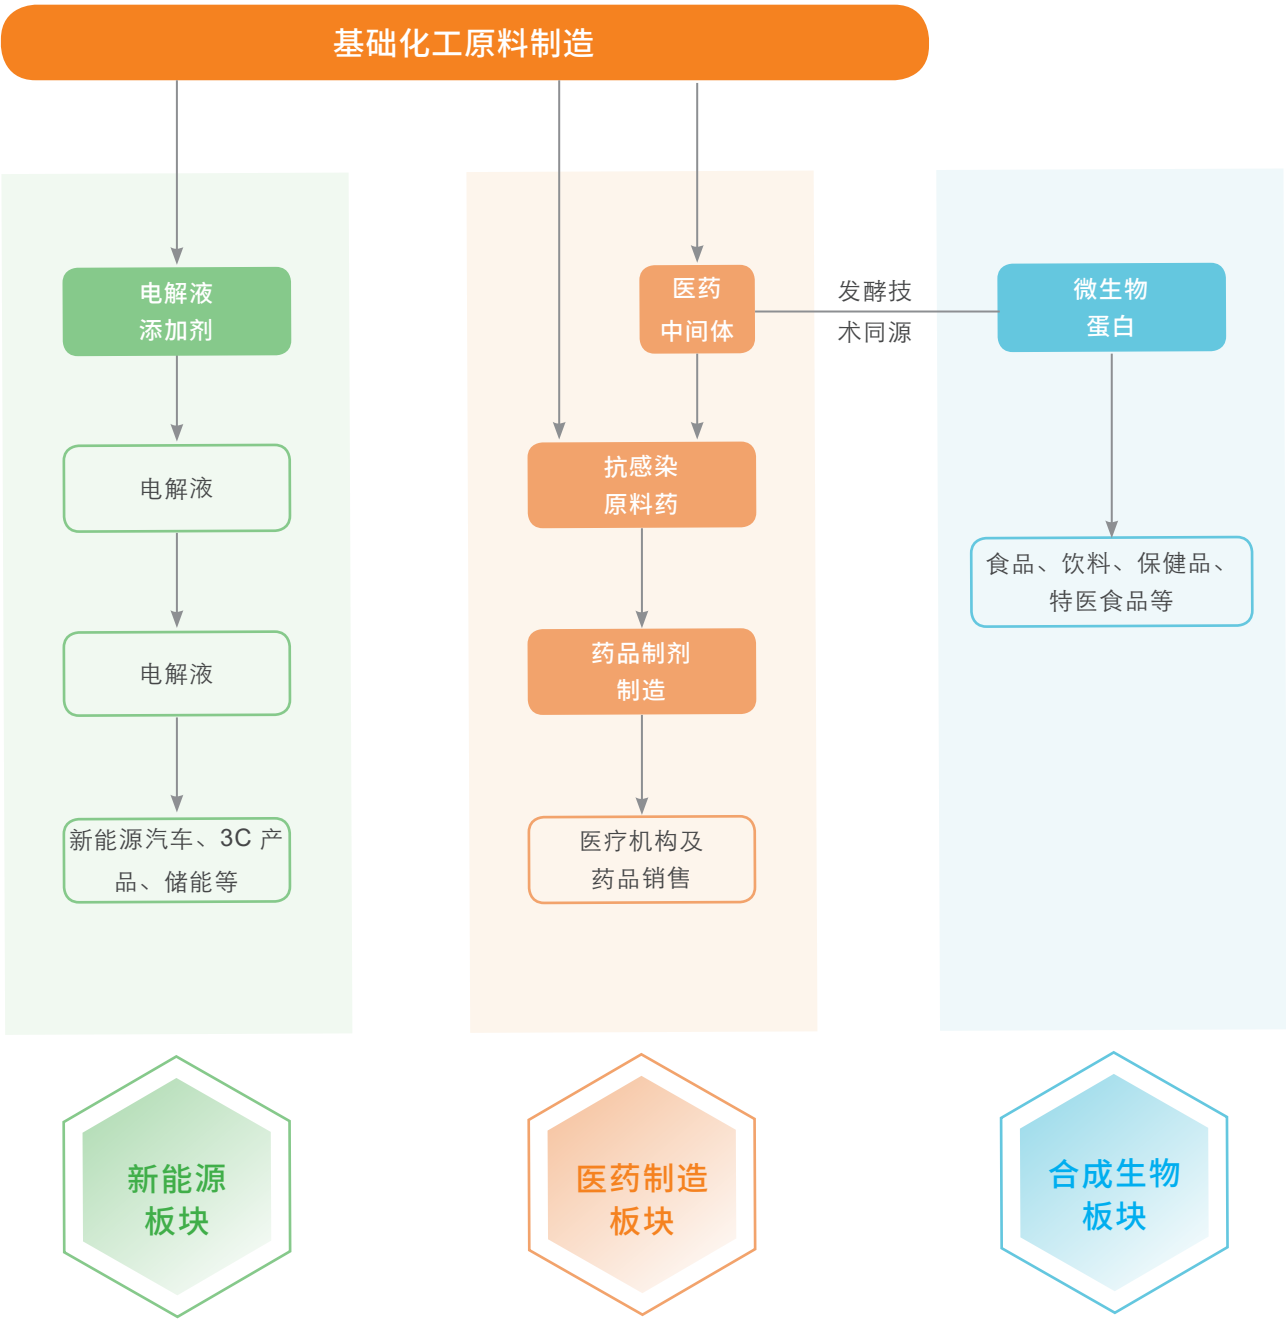 基础化工原料制造
电解液
添加剂
电解液
电解液
新能源汽车、3C 产
品、储能等
医药
中间体
发酵技
术同源
抗感染
原料药
药品制剂
制造
医疗机构及
药品销售
微生物
蛋白
食品、饮料、保健品、
特医食品等
新能源
板块
医药制造
板块
合成生物
板块